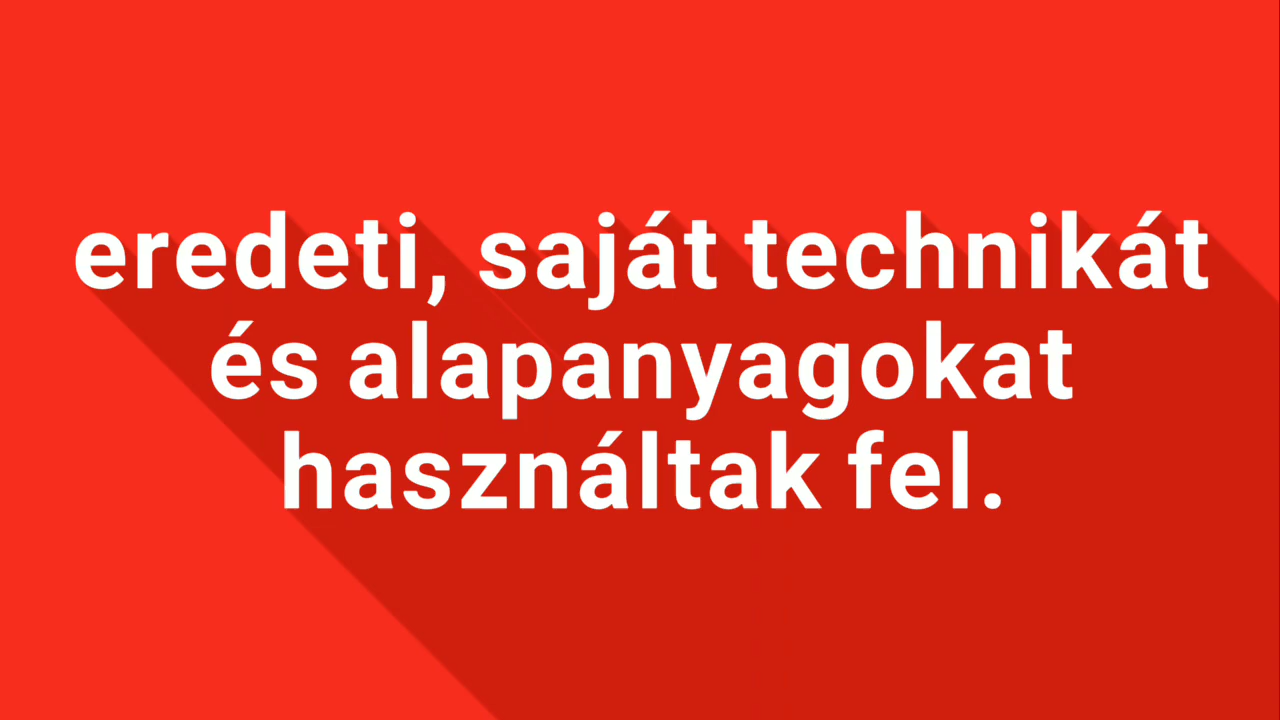 eredeti, saját technikát
és alapanyagokat
használtak fel.